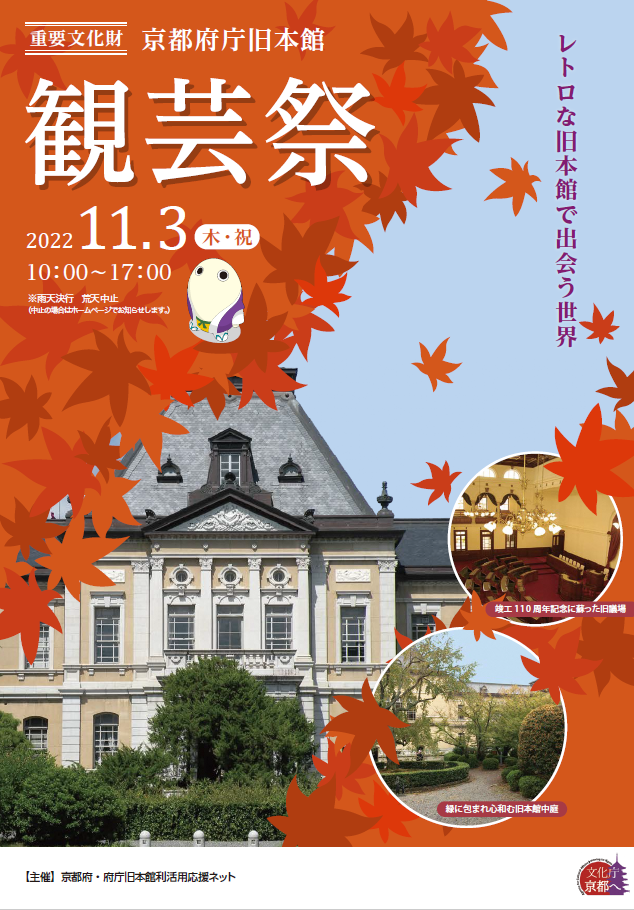 重要文化財 京都府庁旧本館
観芸祭
2022 11.3 木・祝
10:00~17:00
※雨天決行 荒天中止
(中止の場合はホームページでお知らせします。)
レトロな旧本館で出会う世界
竣工110周年記念に蘇った旧議場
緑に包まれ心和む旧本館中庭
【主催】京都府・府庁旧本館利活用応援ネット
文化庁
京都へ